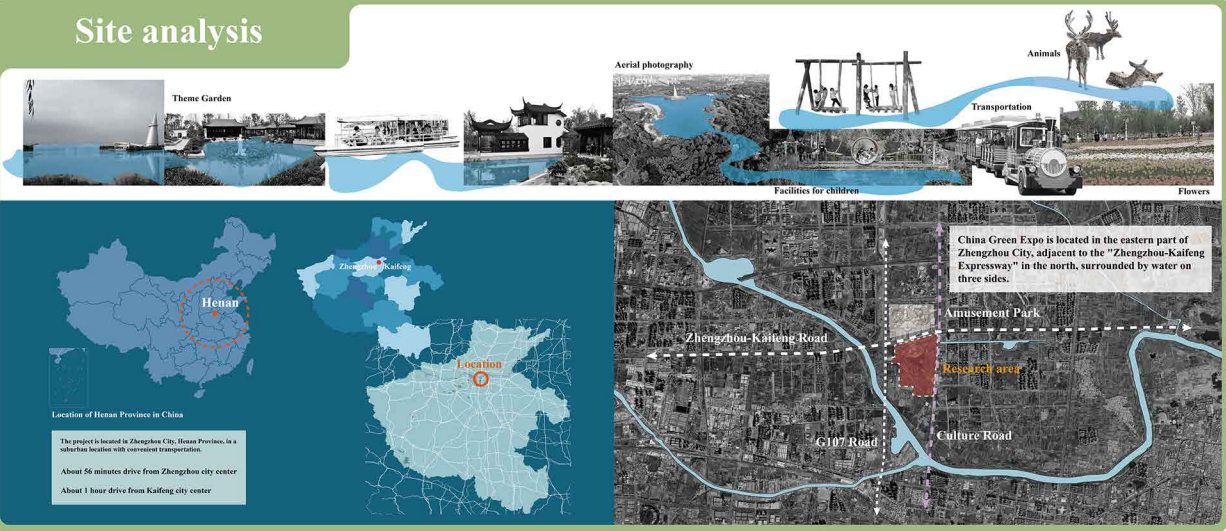 Site analysis
Theme Garden
Aerial photography
Animals
Transportation
Facilities for children
Flowers
Henan
Location of Henan Province in China
The project is located in Zhengzhou City, Henan Province, in a
suburban location with convenient transportation.
About 56 minutes drive from Zhengzhou city center
About 1 hour drive from Kaifeng city center
Zhengzhou
Kaifeng
Location
China Green Expo is located in the eastern part of
Zhengzhou City, adjacent to the "Zhengzhou-Kaifeng
Expressway" in the north, surrounded by water on
three sides.
Amusement Park
Zhengzhou-Kaifeng Road
Research area
G107 Road
Culture Road